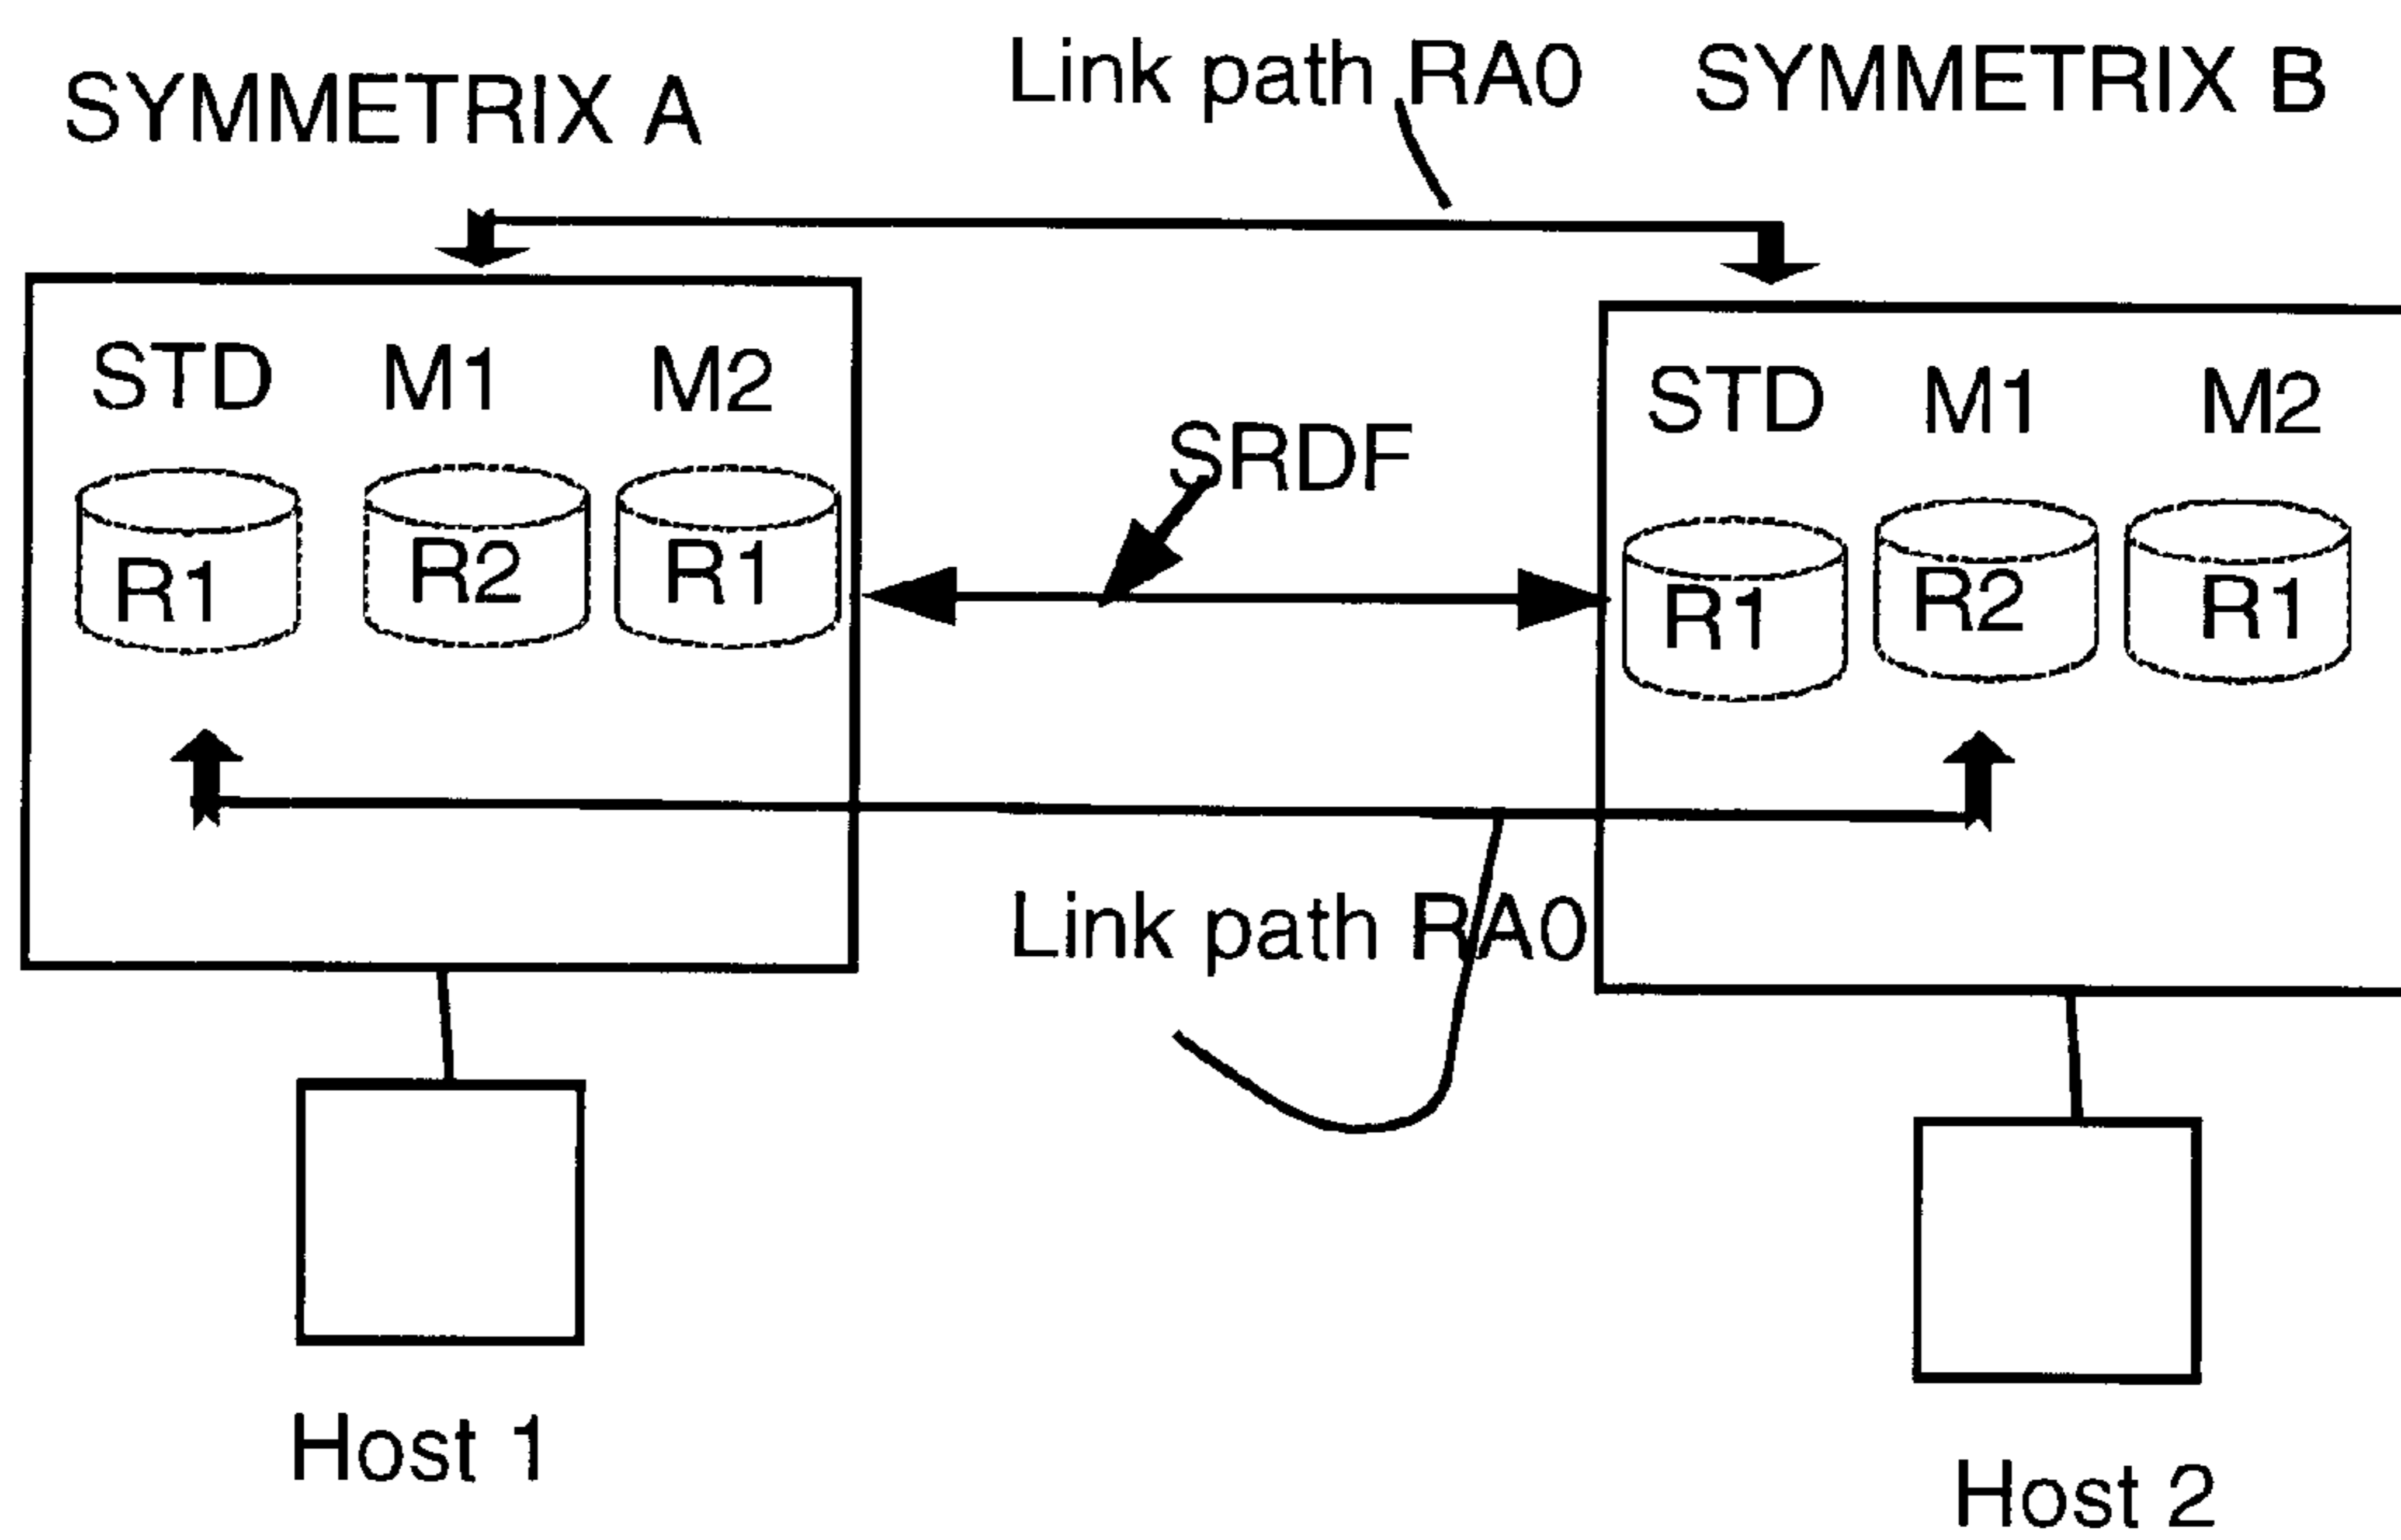 Link path RA0
SYMMETRIX A
SYMMETRIX B
STD M1 M2
R1 R2 R1
SRDF
STD M1 M2
R1 R2 R1
Link path RA0
Host 1
Host 2